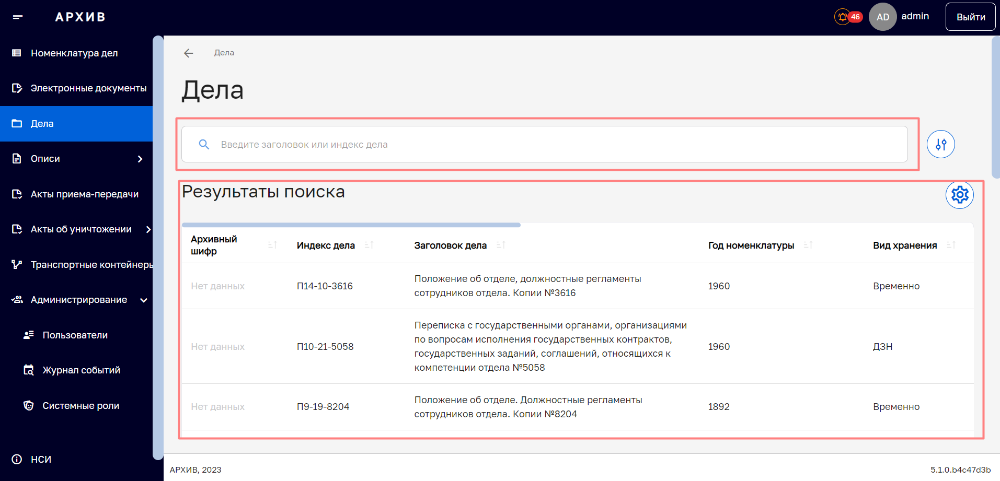 АРХИВ
46
AD
admin
Выйти
Номенклатура дел
Электронные документы
Дела
Описи
Акты приема-передачи
Акты об уничтожении
Транспортные контейнеры
Администрирование
Пользователи
Журнал событий
Системные роли
НСИ
Дела
Дела
Введите заголовок или индекс дела
Результаты поиска
Архивный
шифр
Индекс дела
Заголовок дела
Год номенклатуры
Вид хранения
Нет данных
П14-10-3616
Положение об отделе, должностные регламенты
сотрудников отдела. Копии №3616
1960
Временно
Нет данных
П10-21-5058
Переписка с государственными органами, организациями
по вопросам исполнения государственных контрактов,
государственных заданий, соглашений, относящихся к
компетенции отдела №5058
1960
ДЗН
Нет данных
П9-19-8204
Положение об отделе. Должностные регламенты
сотрудников отдела. Копии №8204
1892
Временно
АРХИВ, 2023
5.1.0.b4c47d3b